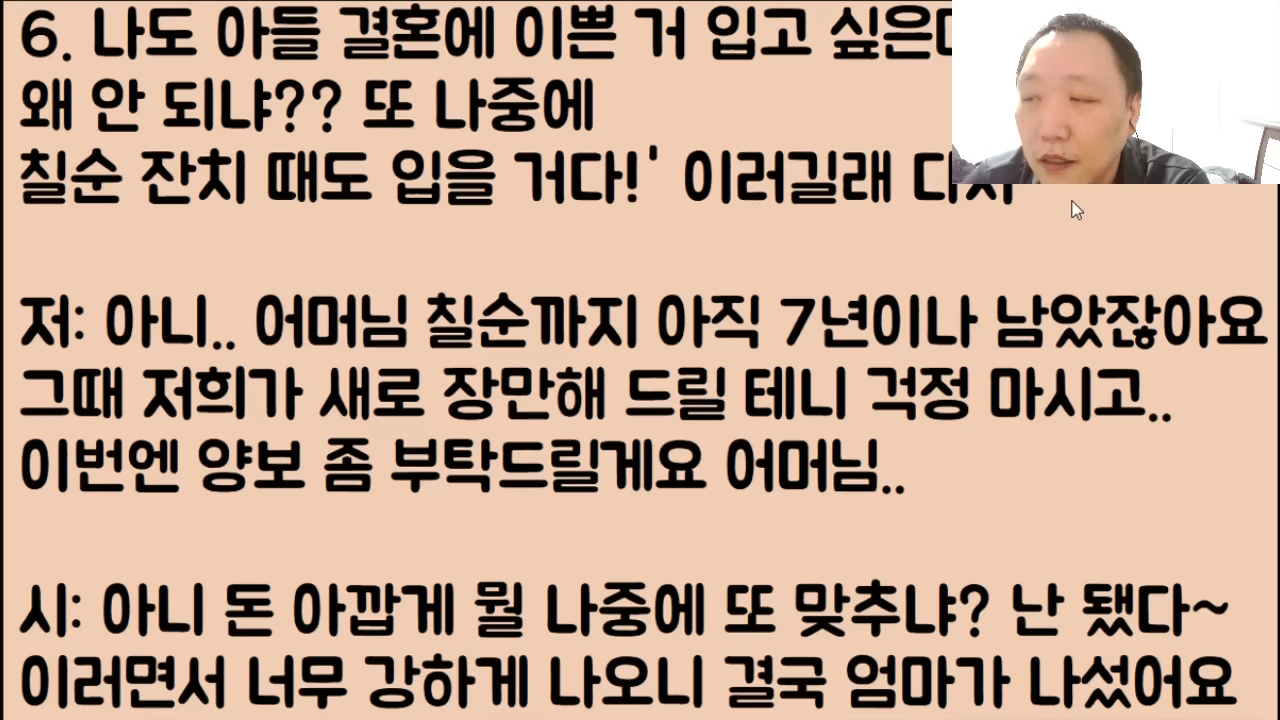 6. 나도 아들 결혼에 이쁜 거 입고 싶은데
왜 안 되냐?? 또 나중에
칠순 잔치 때도 입을 거다!' 이러길래 다시
저: 아니.. 어머님 칠순까지 아직 7년이나 남았잖아요
그때 저희가 새로 장만해 드릴 테니 걱정 마시고..
이번엔 양보 좀 부탁드릴게요 어머님..
시: 아니 돈 아깝게 뭘 나중에 또 맞추냐? 난 됐다~
이러면서 너무 강하게 나오니 결국 엄마가 나섰어요